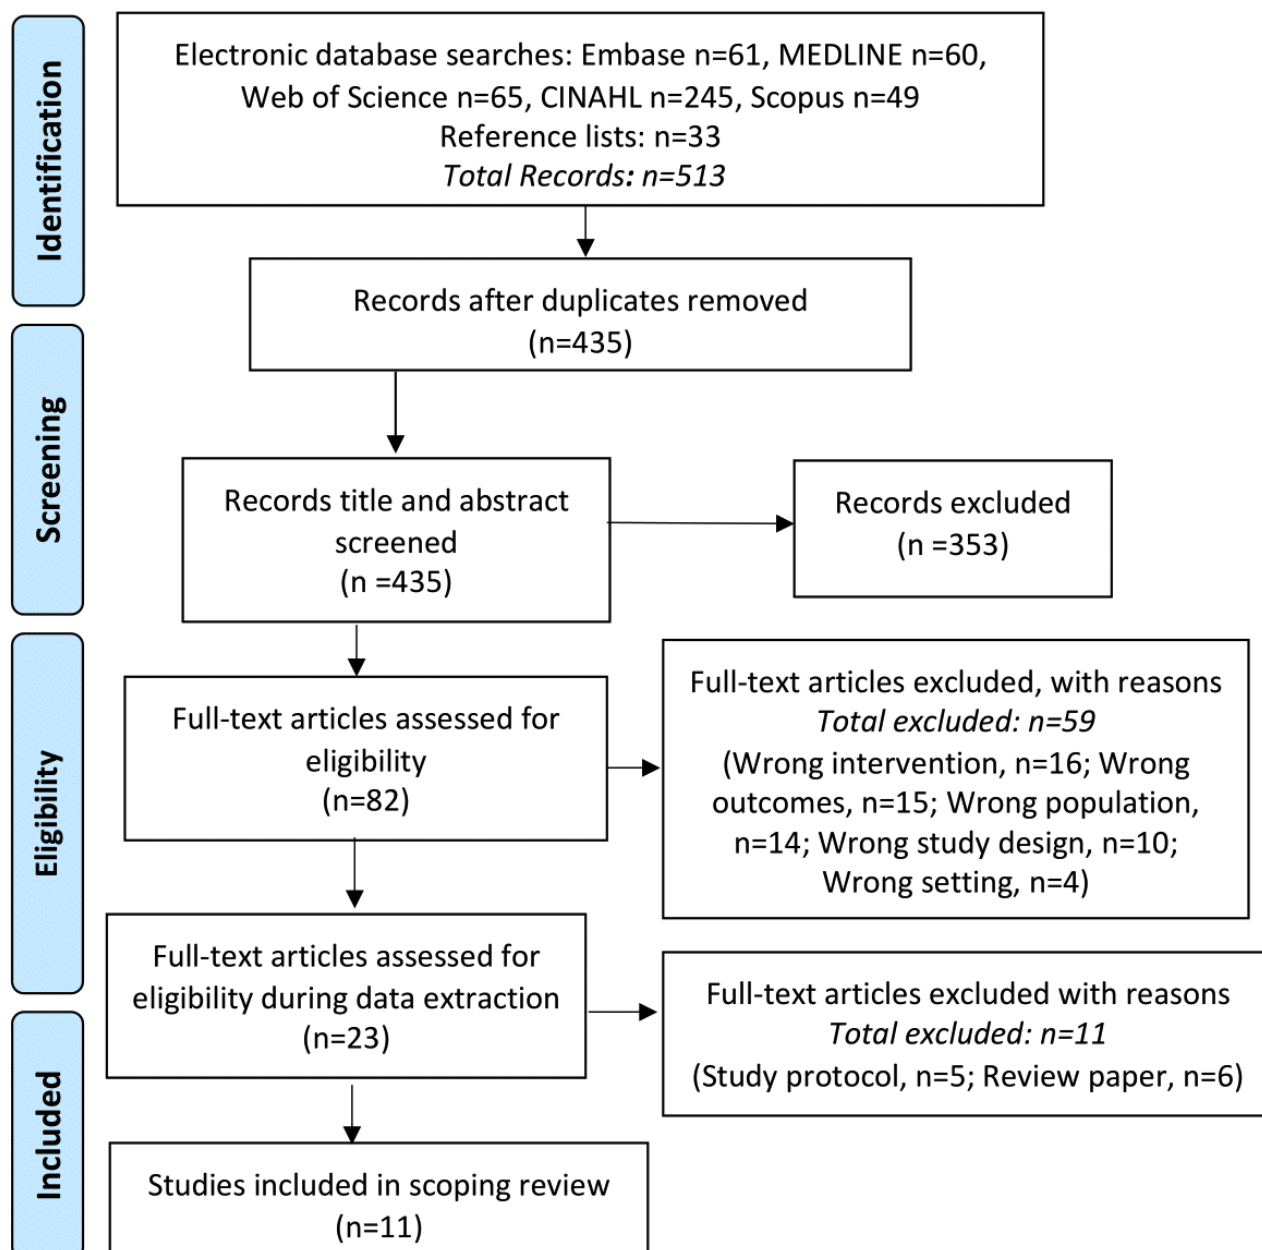 Identification
Electronic database searches: Embase n=61, MEDLINE n=60,
Web of Science n=65, CINAHL n=245, Scopus n=49
Reference lists: n=33
Total Records: n=513
Records after duplicates removed
(n=435)
Screening
Records title and abstract
screened
(n =435)
Records excluded
(n =353)
Eligibility
Full-text articles assessed for
eligibility
(n=82)
Full-text articles excluded, with reasons
Total excluded: n=59
(Wrong intervention, n=16; Wrong
outcomes, n=15; Wrong population,
n=14; Wrong study design, n=10;
Wrong setting, n=4)
Full-text articles assessed for
eligibility during data extraction
(n=23)
Full-text articles excluded with reasons
Total excluded: n=11
(Study protocol, n=5; Review paper, n=6)
Included
Studies included in scoping review
(n=11)